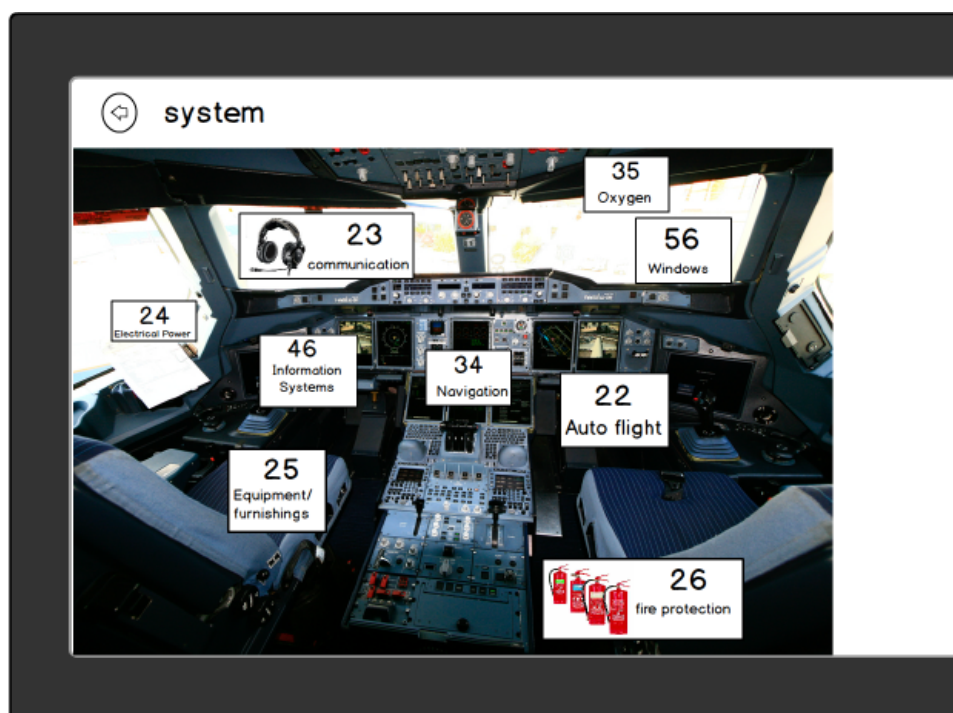 system
35
Oxygen
23
communication
56
Windows
24
Electrical Power
46
Information
Systems
34
Navigation
22
Auto flight
25
Equipment/
furnishings
26
fire protection